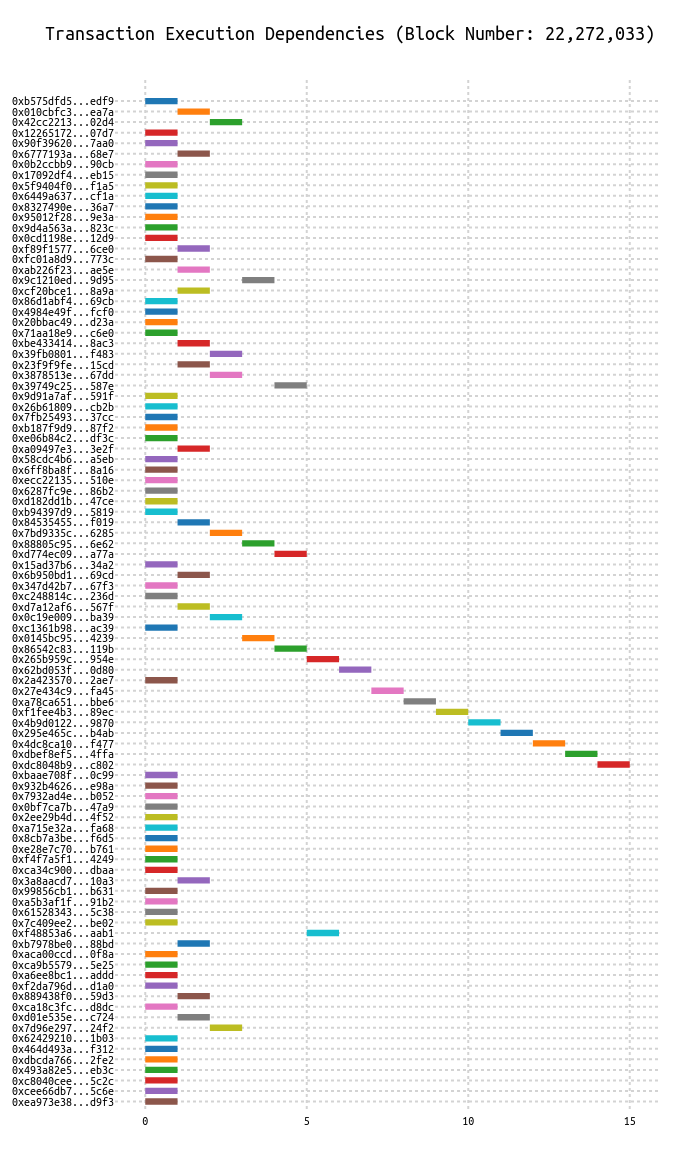 Transaction Execution Dependencies (Block Number: 22,272,033)
0xb575dfd5...edf9
0x010cbfc3...ea7a
0x42cc2213...02d4
0x12265172...07d7
0x90f39620...7aa0
0x6777193a...68e7
0x0b2ccbb9...90cb
0x17092df4...eb15
0x5f9404f0...f1a5
0x6449a637...cf1a
0x8327490e...36a7
0x95012f28...9e3a
0x9d4a563a...823c
0x0cd1198e...12d9
0xf89f1577...6ce0
0xfc01a8d9...773c
0xab226f23...ae5e
0x9c1210ed...9d95
0xcf20bce1...8a9a
0x86d1abf4...69cb
0x4984e49f...fcf0
0x20bbac49...d23a
0x71aa18e9...c6e0
0xbe433414...8ac3
0x39fb0801...f483
0x23f9f9fe...15cd
0x3878513e...67dd
0x39749c25...587e
0x9d91a7af...591f
0x26b61809...cb2b
0x7fb25493...37cc
0xb187f9d9...87f2
0xe06b84c2...df3c
0xa09497e3...3e2f
0x58cdc4b6...a5eb
0x6ff8ba8f...8a16
0xecc22135...510e
0x6287fc9e...86b2
0xd182dd1b...47ce
0xb94397d9...5819
0x84535455...f019
0x7bd9335c...6285
0x88805c95...6e62
0xd774ec09...a77a
0x15ad37b6...34a2
0x6b950bd1...69cd
0x347d42b7...67f3
0xc248814c...236d
0xd7a12af6...567f
0x0c19e009...ba39
0xc1361b98...ac39
0x0145bc95...4239
0x86542c83...119b
0x265b959c...954e
0x62bd053f...0d80
0x2a423570...2ae7
0x27e434c9...fa45
0xa78ca651...bbe6
0xf1fee4b3...89ec
0x4b9d0122...9870
0x295e465c...b4ab
0x4dc8ca10...f477
0xdbef8ef5...4ffa
0xdc8048b9...c802
0xbaae708f...0c99
0x932b4626...e98a
0x7932ad4e...b052
0x0bf7ca7b...47a9
0x2ee29b4d...4f52
0xa715e32a...fa68
0x8cb7a3be...f6d5
0xe28e7c70...b761
0xf4f7a5f1...4249
0xca34c900...dbaa
0x3a8aacd7...10a3
0x99856cb1...b631
0xa5b3af1f...91b2
0x61528343...5c38
0x7c409ee2...be02
0xf48853a6...aab1
0xb7978be0...88bd
0xaca00ccd...0f8a
0xca9b5579...5e25
0xa6ee8bc1...addd
0xf2da796d...d1a0
0x889438f0...59d3
0xca18c3fc...d8dc
0xd01e535e...c724
0x7d96e297...24f2
0x62429210...1b03
0x464d493a...f312
0xdbcda766...2fe2
0x493a82e5...eb3c
0xc8040cee...5c2c
0xcee66db7...5c6e
0xea973e38...d9f3
0 5 10 15